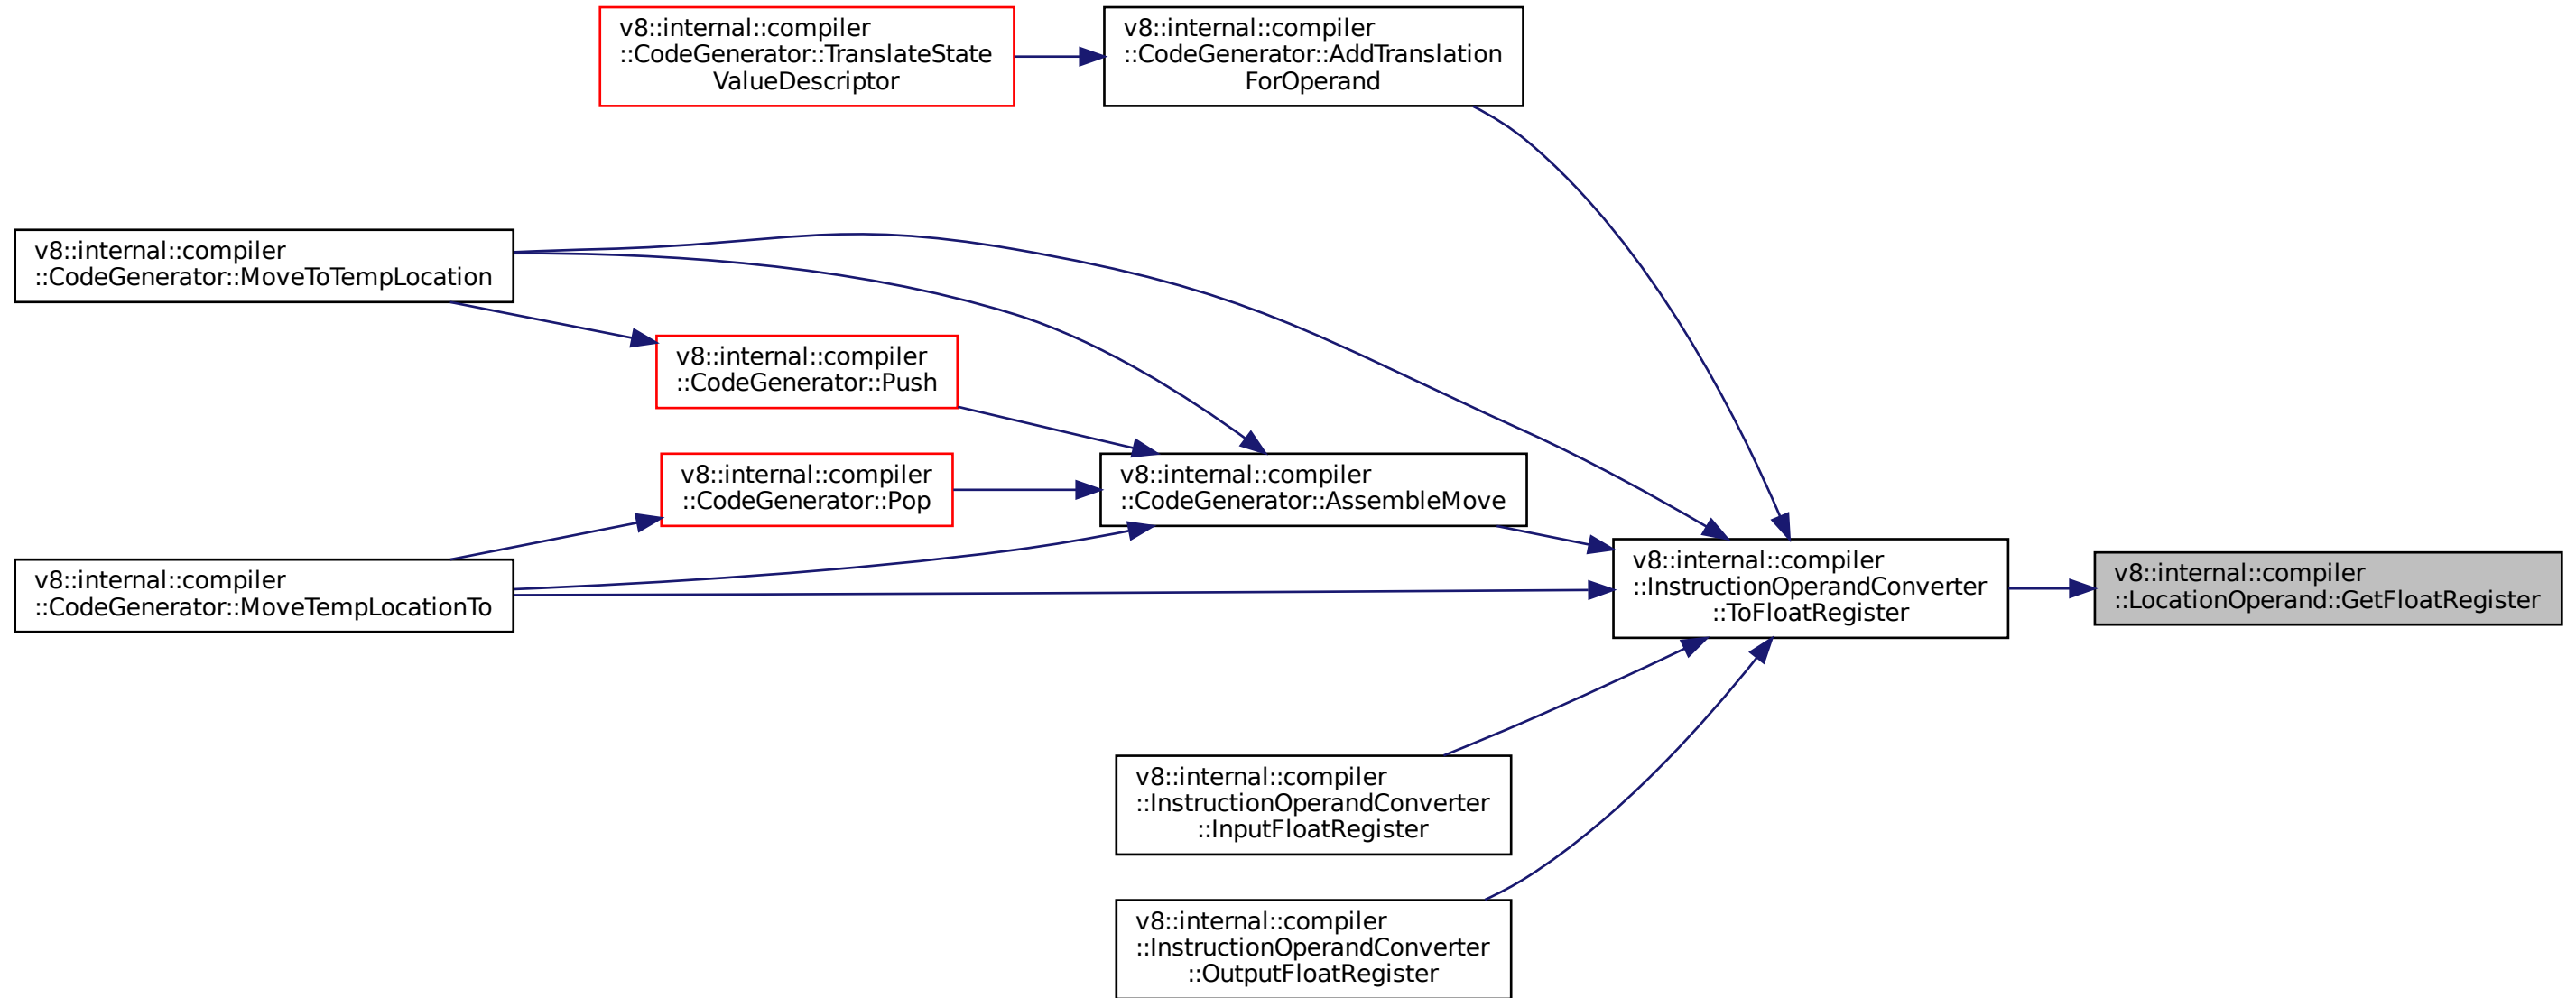 v8::internal::compiler
::CodeGenerator::TranslateState
ValueDescriptor
v8::internal::compiler
::CodeGenerator::AddTranslation
ForOperand
v8::internal::compiler
::CodeGenerator::MoveToTempLocation
v8::internal::compiler
::CodeGenerator::Push
v8::internal::compiler
::CodeGenerator::Pop
v8::internal::compiler
::CodeGenerator::AssembleMove
v8::internal::compiler
::CodeGenerator::MoveTempLocationTo
v8::internal::compiler
::InstructionOperandConverter
::ToFloatRegister
v8::internal::compiler
::LocationOperand::GetFloatRegister
v8::internal::compiler
::InstructionOperandConverter
::InputFloatRegister
v8::internal::compiler
::InstructionOperandConverter
::OutputFloatRegister